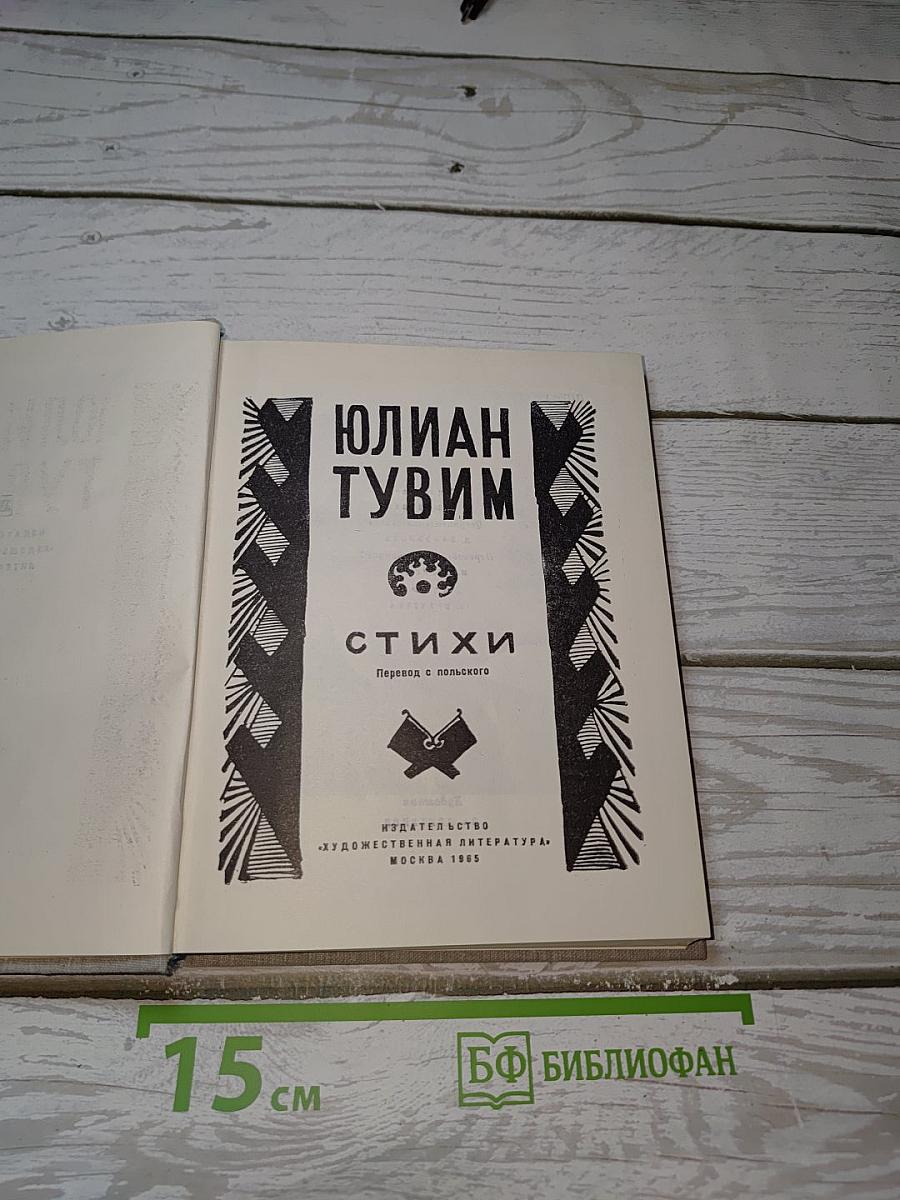 ЮЛИАН
ТУВИМ
СТИХИ
Перевод с польского
ИЗДАТЕЛЬСТВО
«ХУДОЖЕСТВЕННАЯ ЛИТЕРАТУРА»
МОСКВА 1965
15 см
БФ БИБЛИОФАН